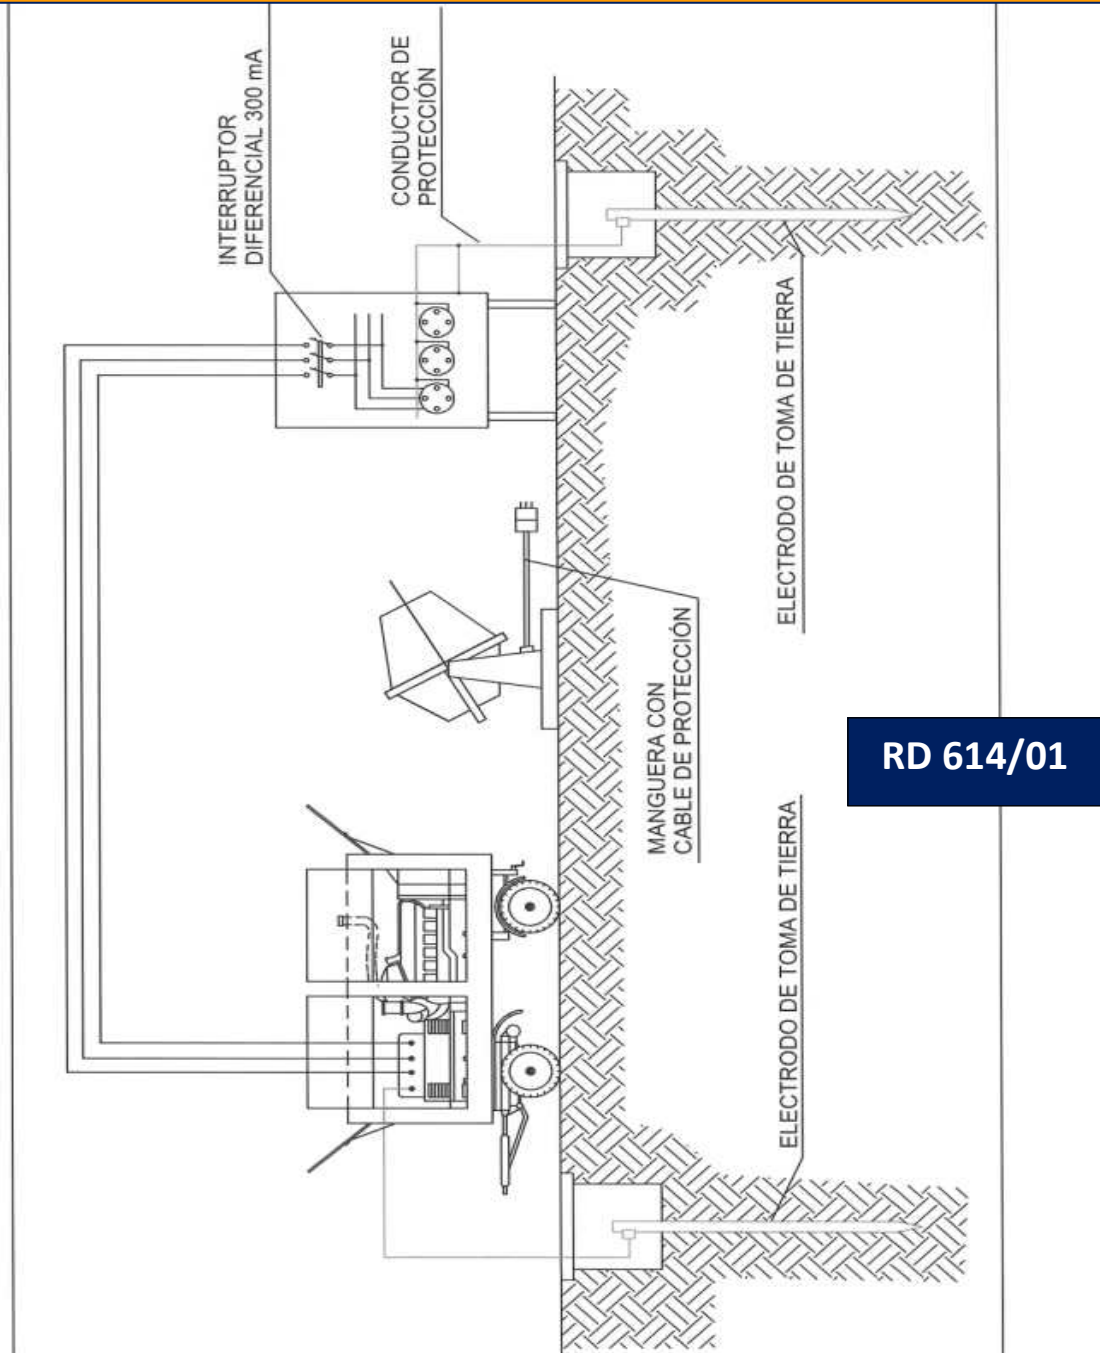 INTERRUPTOR
DIFERENCIAL 300 mA
CONDUCTOR DE
PROTECCIÓN
ELECTRODO DE TOMA DE TIERRA
MANGUERA CON
CABLE DE PROTECCIÓN
RD 614/01
ELECTRODO DE TOMA DE TIERRA